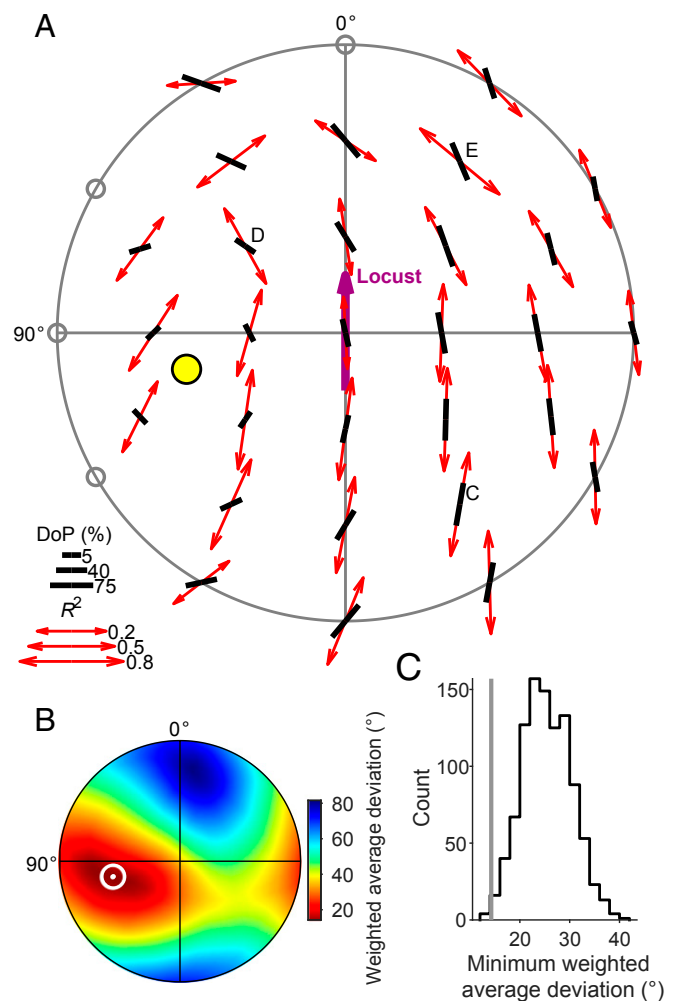 A
0°
E
D
Locust
90°
C
DoP (%)
5
40
75
R²
0.2
0.5
0.8
B
0°
90°
80
60
40
20
Weighted average deviation (°)
C
150
100
50
0
Count
20 30 40
Minimum weighted
average deviation (°)